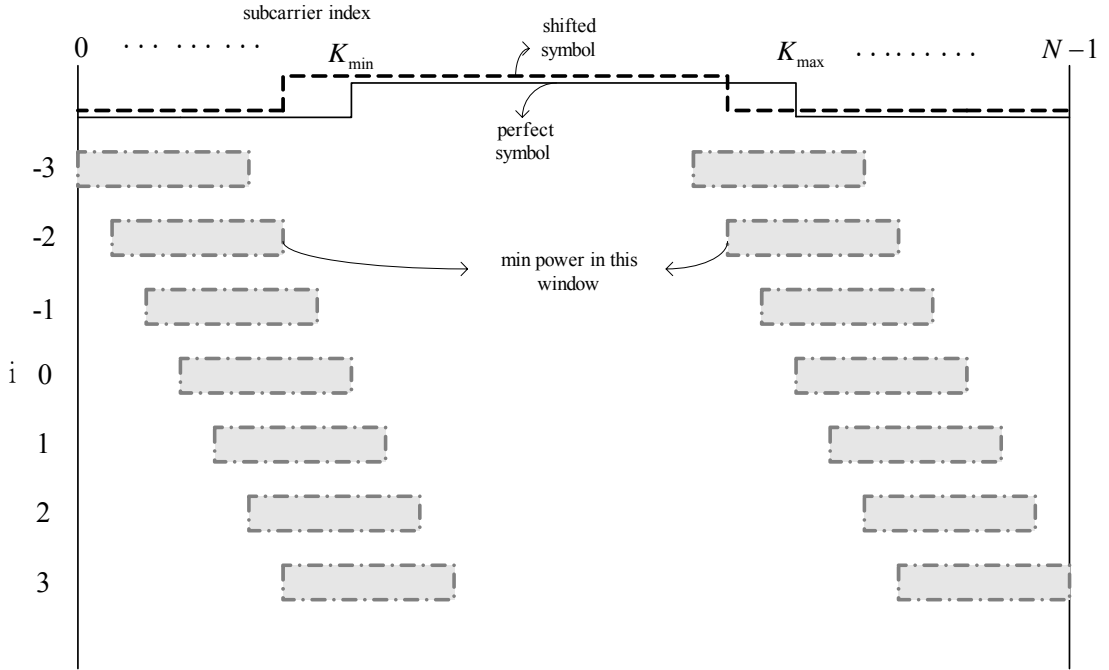 subcarrier index
0 ... ... ... K_min
shifted
symbol
K_max ......... N-1
perfect
symbol
-3
-2
min power in this
window
-1
i 0
1
2
3